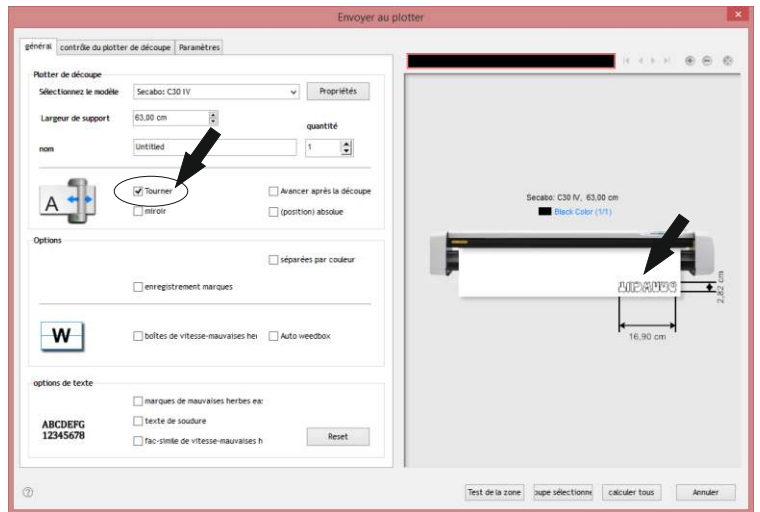 Envoyer au plotter
général contrôle du plotter de découpe Paramètres
Plotter de découpe
Sélectionnez le modèle Secabo: C30 IV Propriétés
Largeur de support 63,00 cm
quantité
nom Untitled 1
A
Tourner Avancer après la découpe
miroir (position) absolue
Options
séparées par couleur
enregistrement marques
W
boîtes de vitesse-mauvaises her Auto weedbox
options de texte
marques de mauvaises herbes ea:
ABCDEFG
12345678
texte de soudure
fac-simile de vitesse-mauvaises h Reset
Secabo: C30 IV, 63,00 cm
Black Color (1/1)
2,82 cm
16,90 cm
Test de la zone oupe sélectionne calculer tous Annuler